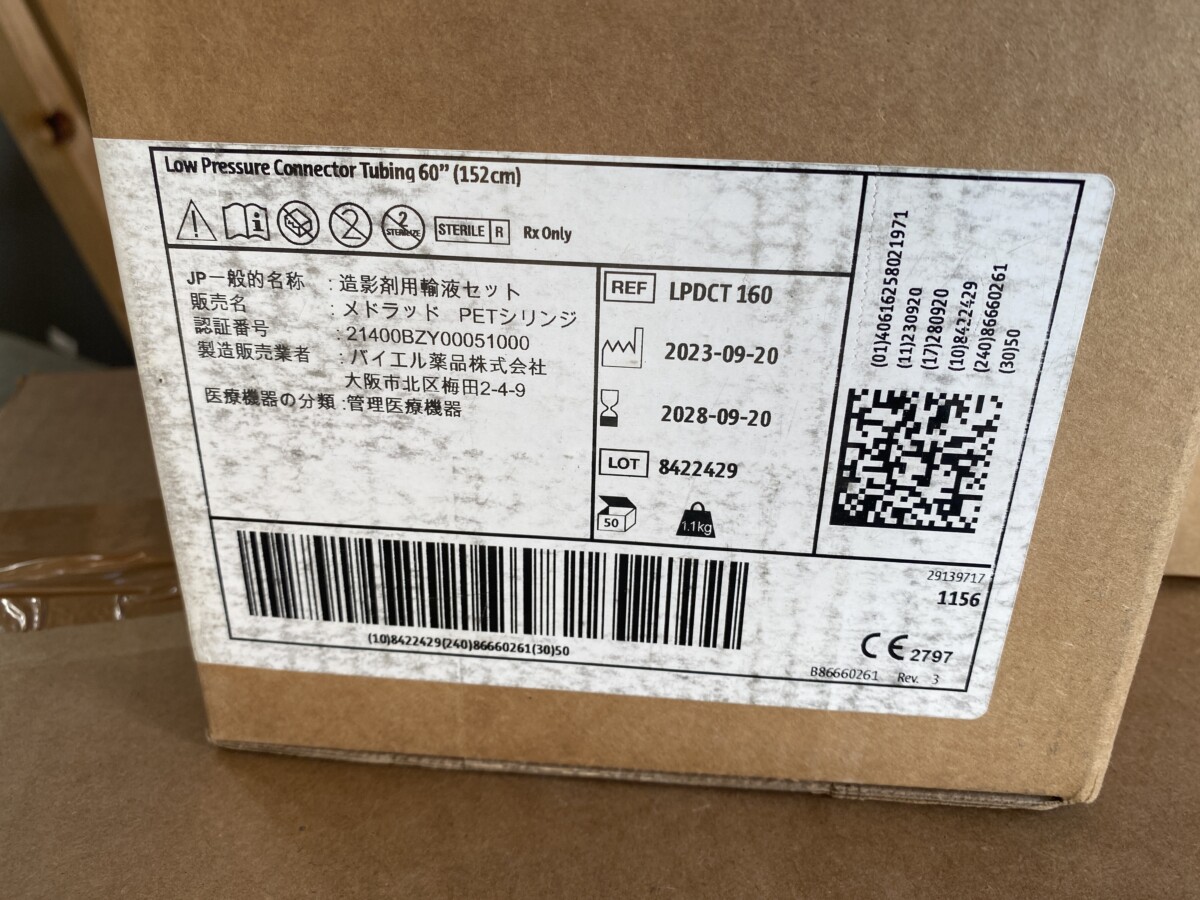 Low Pressure Connector Tubing 60” (152cm)
2
2
STERILIZE
STERILE R
Rx Only
JP一般的名称 : 造影剤用輸液セット
販売名 : メドラッド PETシリンジ
認証番号 : 21400BZY00051000
製造販売業者 : バイエル薬品株式会社
大阪市北区梅田2-4-9
医療機器の分類 : 管理医療機器
REF LPDCT 160
2023-09-20
2028-09-20
LOT 8422429
50
1.1kg
(01)040616258021971
(11)230920
(17)280920
(10)8422429
(240)86660261
(30)50
(10)8422429(240)86660261(30)50
29139717
1156
CE 2797
B86660261 Rev. 3